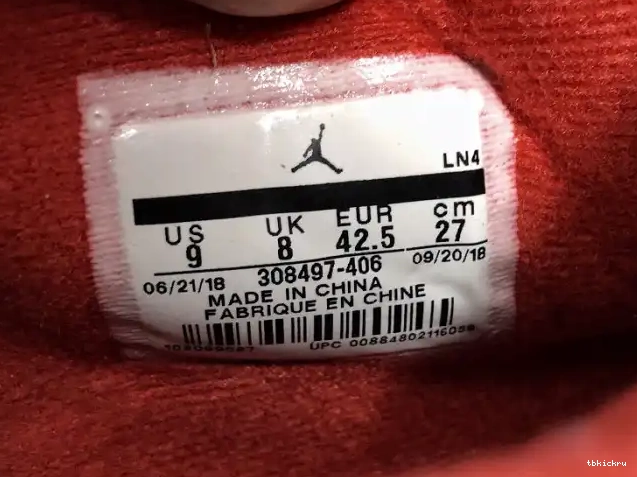 LN4
US UK EUR cm
9 8 42.5 27
06/21/18 308497-406 09/20/18
MADE IN CHINA
FABRIQUE EN CHINE
UPC
tbkickru